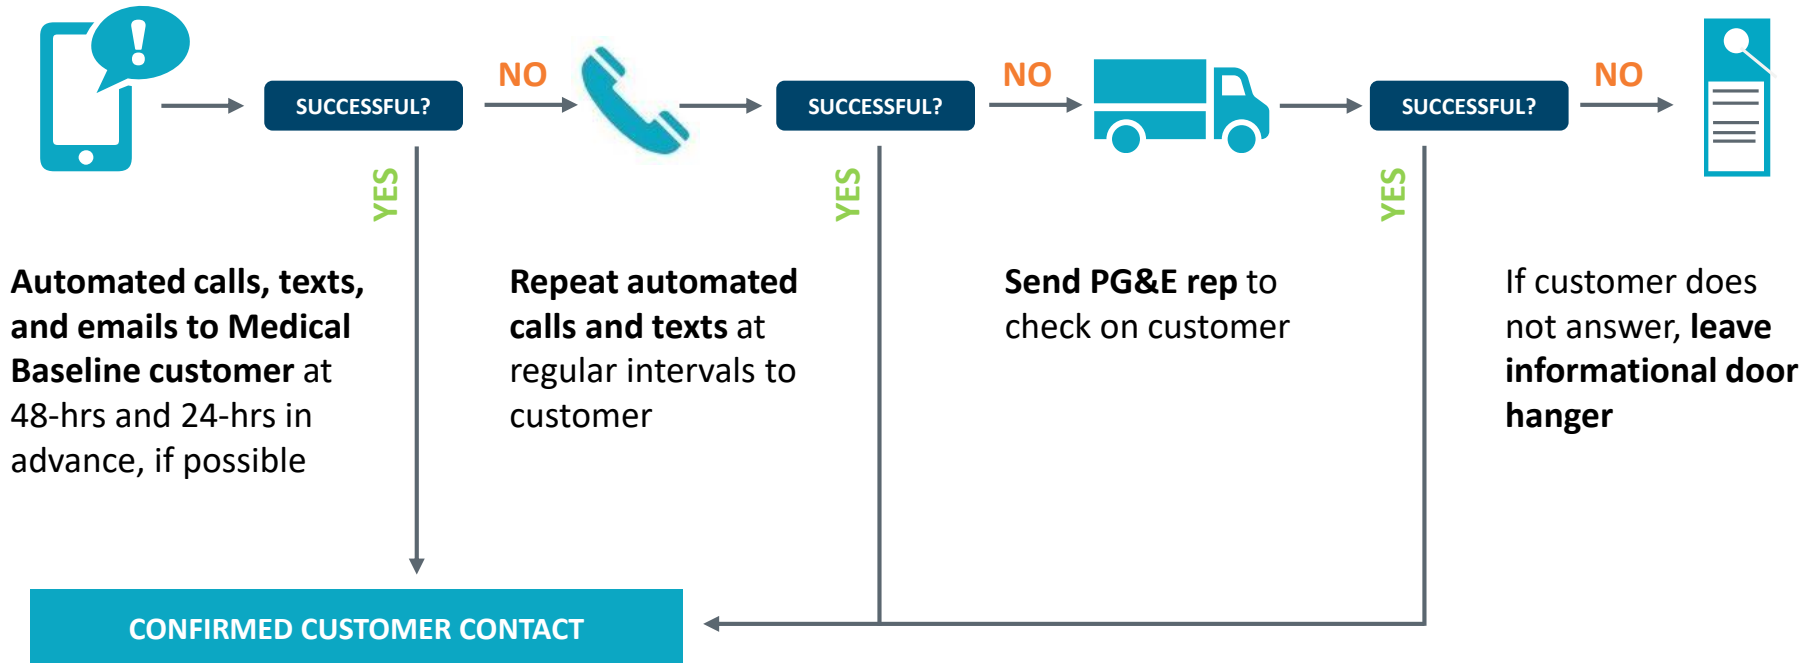 !
SUCCESSFUL?
NO
SUCCESSFUL?
NO
SUCCESSFUL?
NO
YES
YES
YES
Automated calls, texts,
and emails to Medical
Baseline customer at
48-hrs and 24-hrs in
advance, if possible
Repeat automated
calls and texts at
regular intervals to
customer
Send PG&E rep to
check on customer
If customer does
not answer, leave
informational door
hanger
CONFIRMED CUSTOMER CONTACT